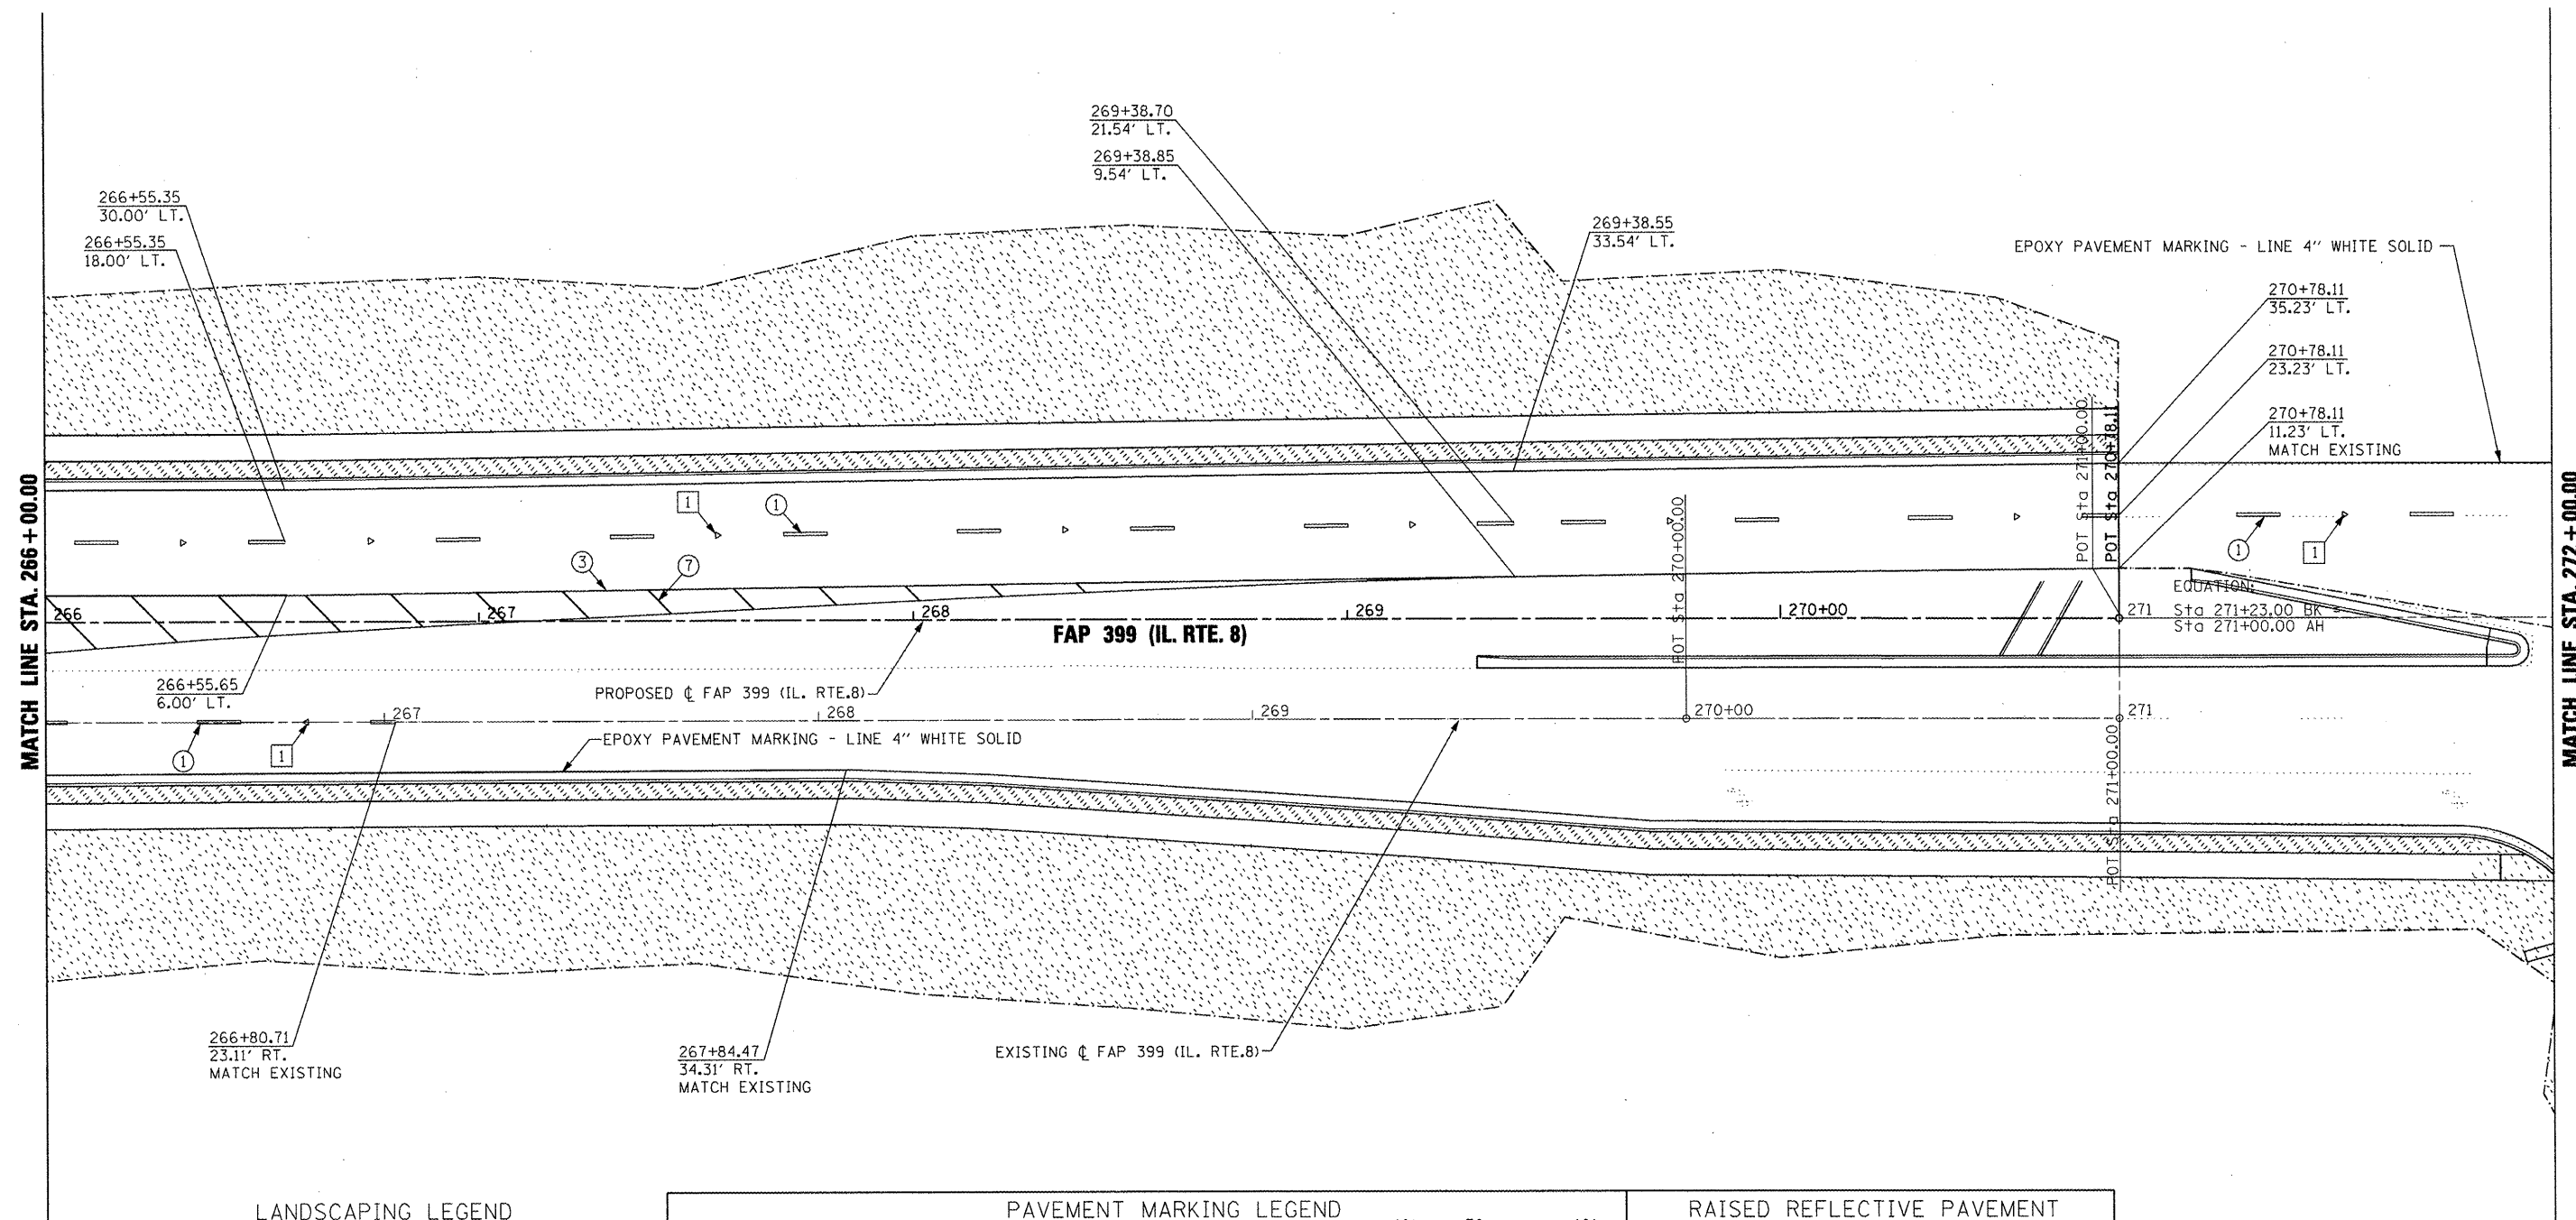 269+38.70
21.54' LT.
269+38.85
9.54' LT.
266+55.35
30.00' LT.
266+55.35
18.00' LT.
269+38.55
33.54' LT.
EPOXY PAVEMENT MARKING - LINE 4" WHITE SOLID
270+78.11
35.23' LT.
270+78.11
23.23' LT.
270+78.11
11.23' LT.
MATCH EXISTING
MATCH LINE STA. 266+00.00
MATCH LINE STA. 272+00.00
POT Sta 271+00.00
POT Sta 270+78.11
POT Sta 270+00.00
1
1
1
1
3
7
266
267
268
269
270+00
271
EQUATION:
Sta 271+23.00 BK =
Sta 271+00.00 AH
FAP 399 (IL. RTE. 8)
266+55.65
6.00' LT.
PROPOSED ℄ FAP 399 (IL. RTE.8)
267
268
269
270+00
271
1
1
EPOXY PAVEMENT MARKING - LINE 4" WHITE SOLID
POT Sta 271+00.00
266+80.71
23.11' RT.
MATCH EXISTING
267+84.47
34.31' RT.
MATCH EXISTING
EXISTING ℄ FAP 399 (IL. RTE.8)
LANDSCAPING LEGEND
PAVEMENT MARKING LEGEND
RAISED REFLECTIVE PAVEMENT